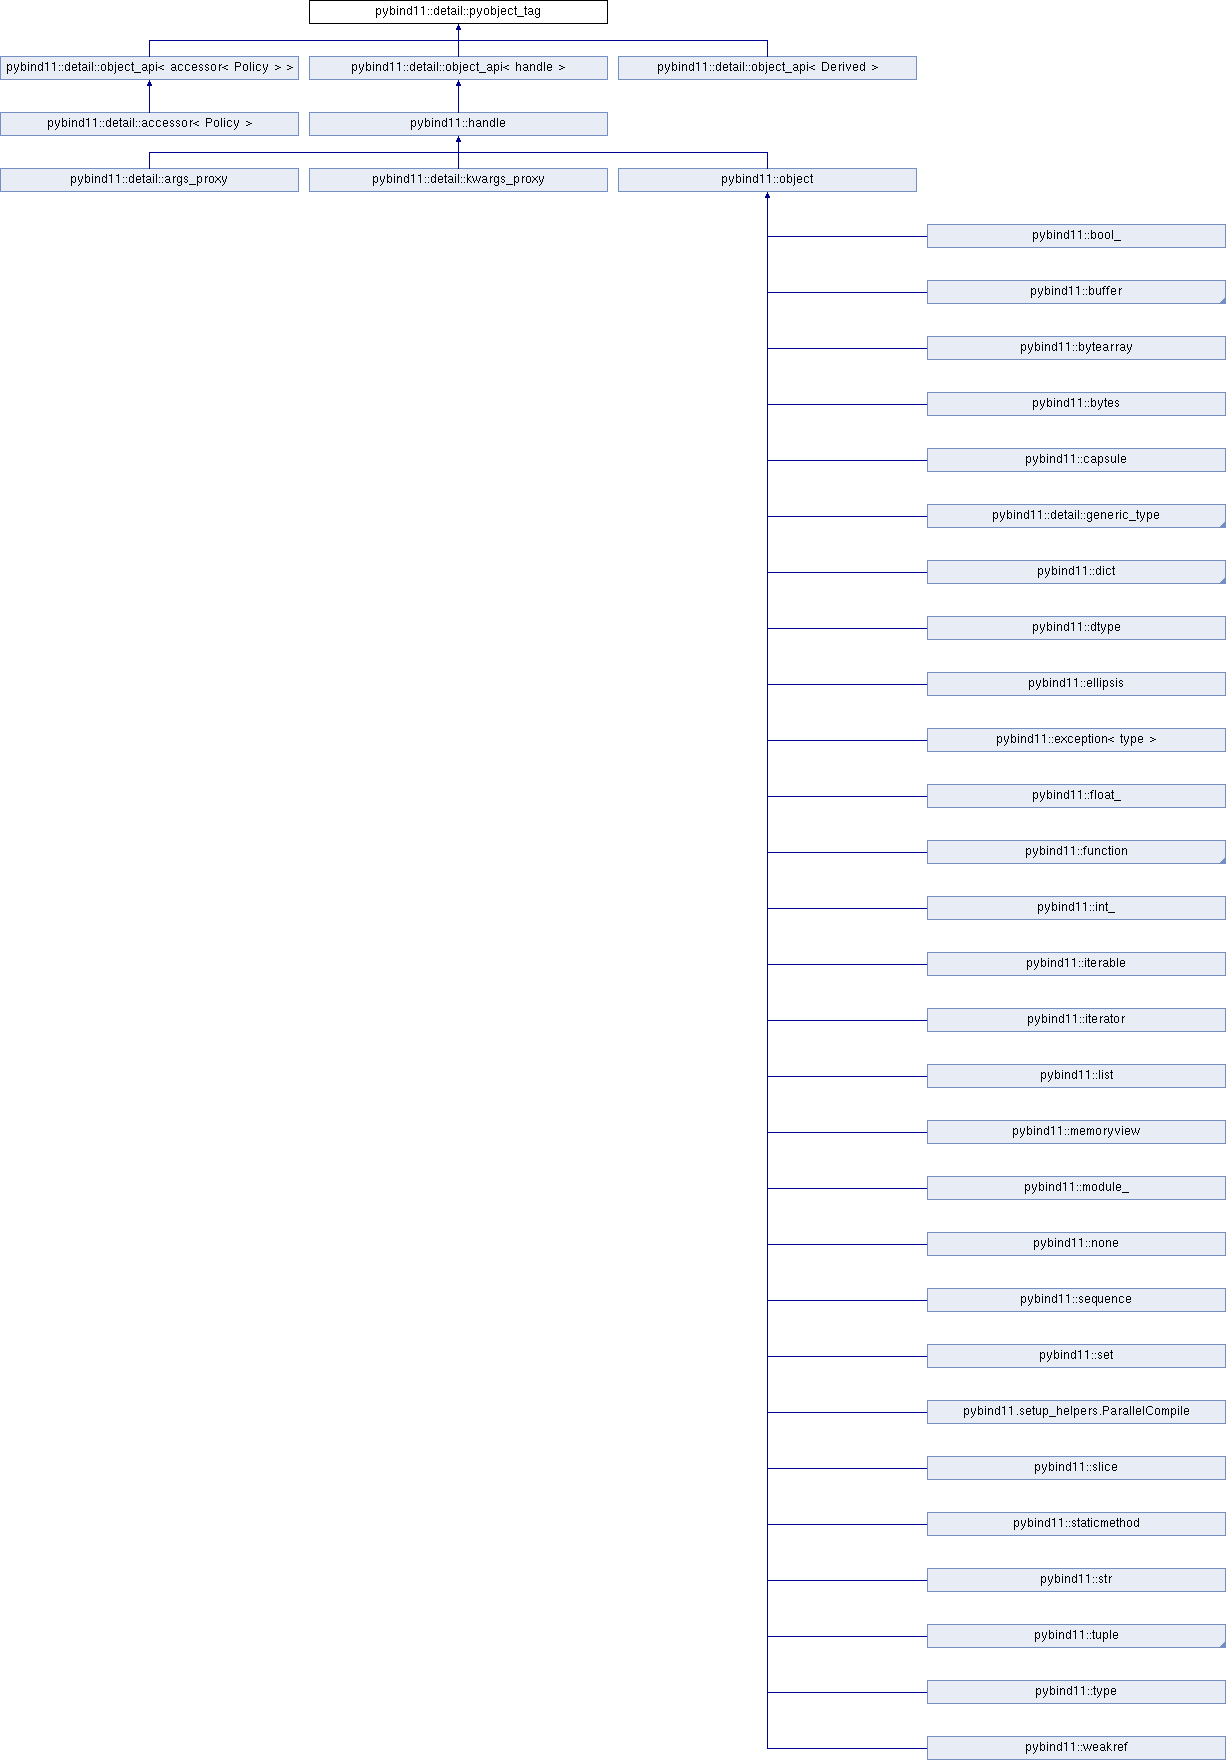 pybind11::detail::pyobject_tag
pybind11::detail::object_api< accessor< Policy > >
pybind11::detail::object_api< handle >
pybind11::detail::object_api< Derived >
pybind11::detail::accessor< Policy >
pybind11::handle
pybind11::detail::args_proxy
pybind11::detail::kwargs_proxy
pybind11::object
pybind11::bool_
pybind11::buffer
pybind11::bytearray
pybind11::bytes
pybind11::capsule
pybind11::detail::generic_type
pybind11::dict
pybind11::dtype
pybind11::ellipsis
pybind11::exception< type >
pybind11::float_
pybind11::function
pybind11::int_
pybind11::iterable
pybind11::iterator
pybind11::list
pybind11::memoryview
pybind11::module_
pybind11::none
pybind11::sequence
pybind11::set
pybind11.setup_helpers.ParallelCompile
pybind11::slice
pybind11::staticmethod
pybind11::str
pybind11::tuple
pybind11::type
pybind11::weakref